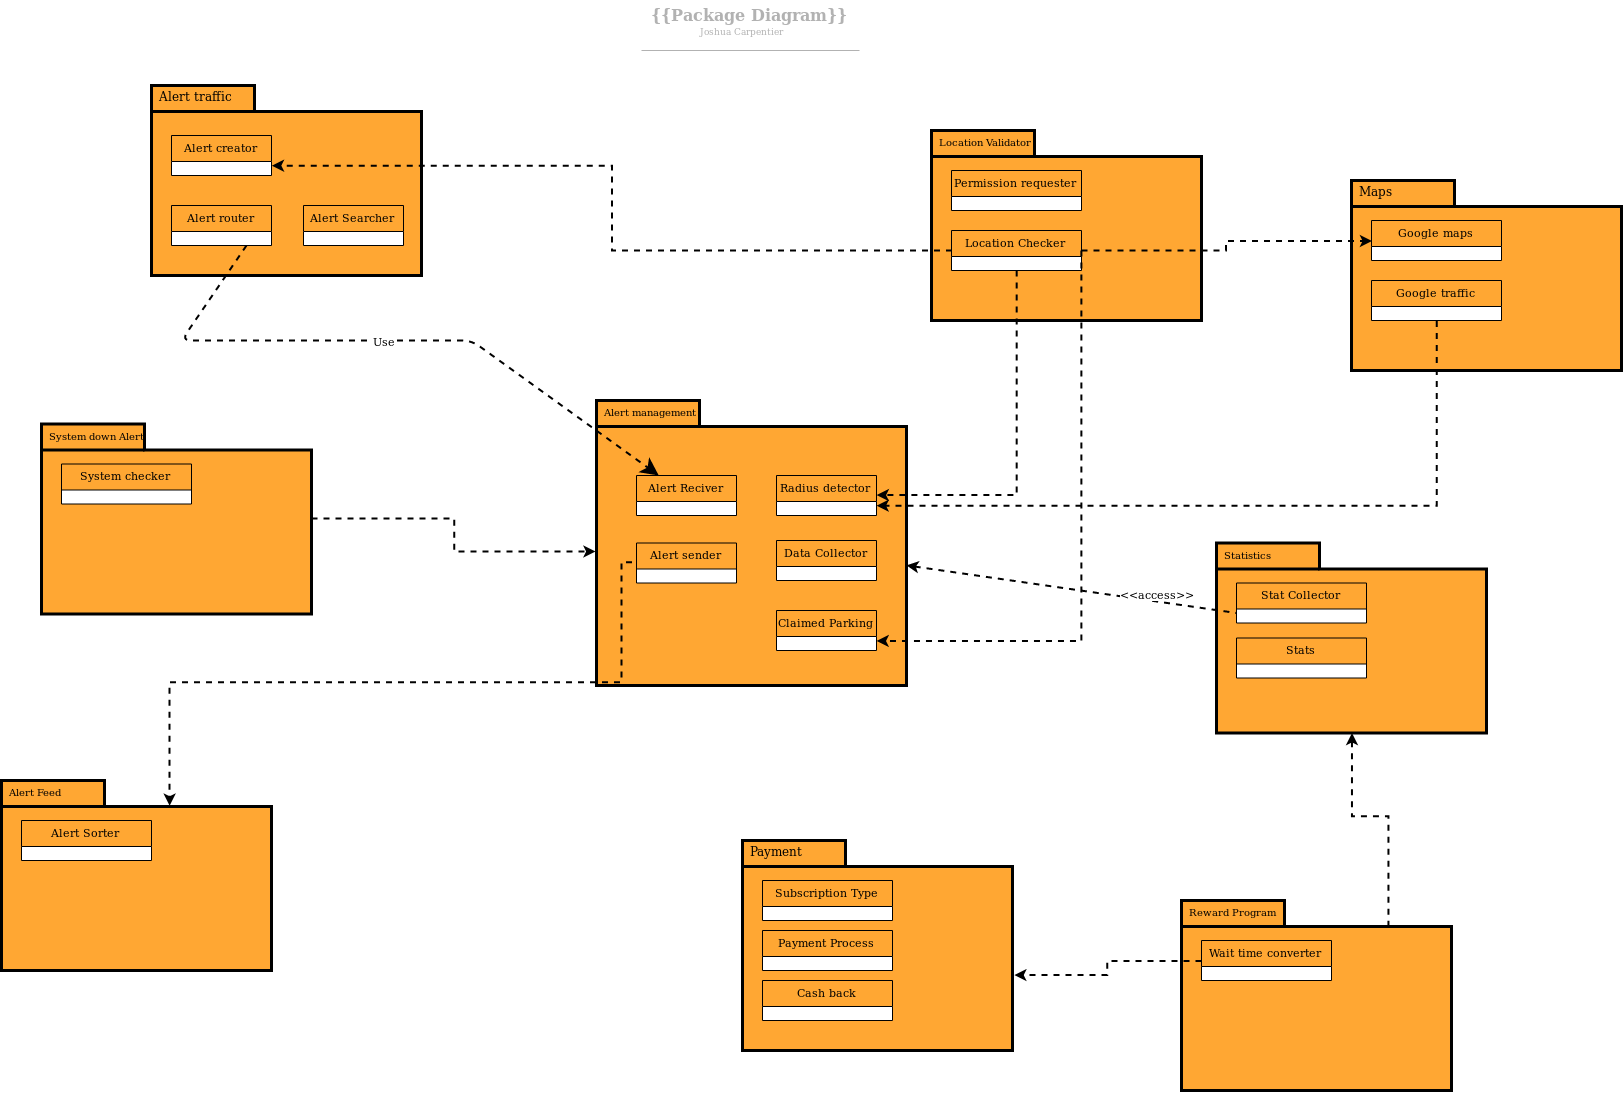 {{Package Diagram}}
Joshua Carpentier
Alert traffic
Alert creator
Alert router
Alert Searcher
Location Validator
Permission requester
Location Checker
Maps
Google maps
Google traffic
Use
Alert management
Alert Reciver
Radius detector
Alert sender
Data Collector
Claimed Parking
System down Alert
System checker
<<access>>
Statistics
Stat Collector
Stats
Alert Feed
Alert Sorter
Payment
Subscription Type
Payment Process
Cash back
Reward Program
Wait time converter